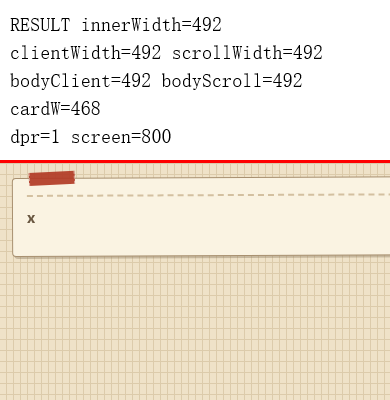 RESULT innerWidth=492
clientWidth=492 scrollWidth=492
bodyClient=492 bodyScroll=492
cardW=468
dpr=1 screen=800
x